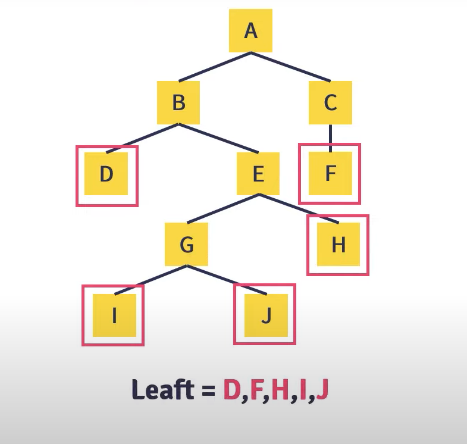 A
B C
D E F
G H
I J
Leaft = D,F,H,I,J